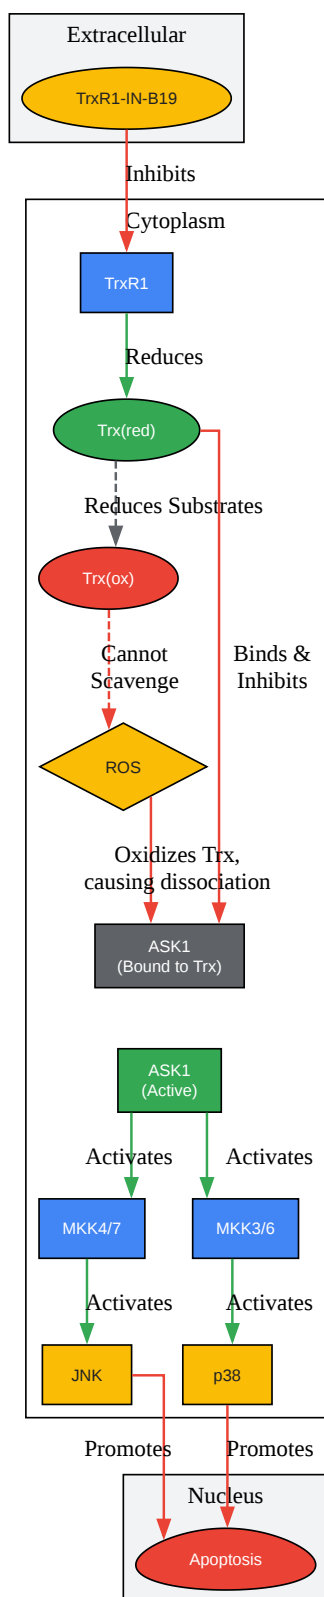 Extracellular
TrxR1-IN-B19
Inhibits
Cytoplasm
TrxR1
Reduces
Trx(red)
Reduces Substrates
Trx(ox)
Cannot
Scavenge
Binds &
Inhibits
ROS
Oxidizes Trx,
causing dissociation
ASK1
(Bound to Trx)
ASK1
(Active)
Activates
Activates
MKK4/7
MKK3/6
Activates
Activates
JNK
p38
Promotes
Promotes
Nucleus
Apoptosis